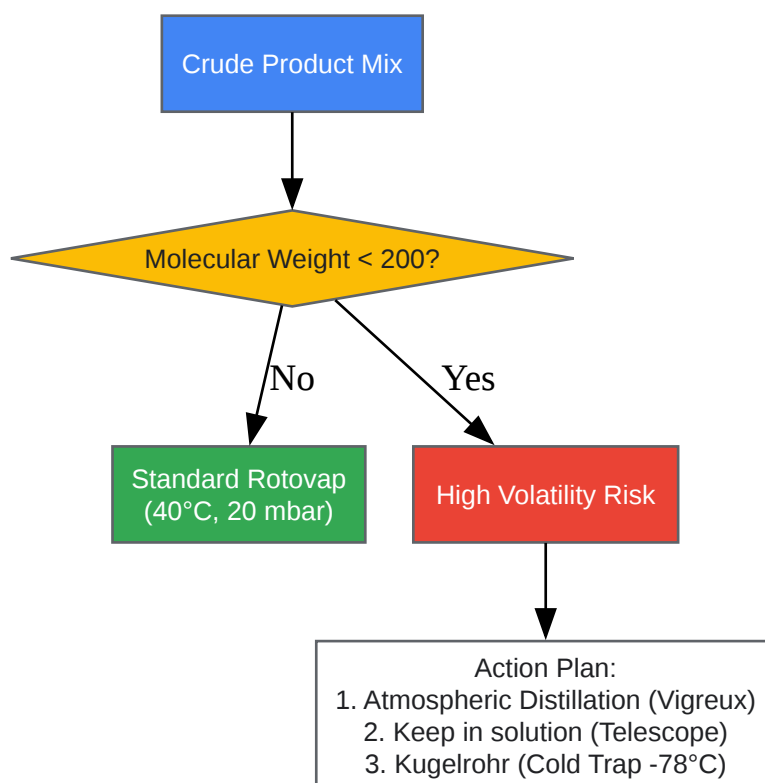 Crude Product Mix
Molecular Weight < 200?
No
Yes
Standard Rotovap
(40°C, 20 mbar)
High Volatility Risk
Action Plan:
1. Atmospheric Distillation (Vigreux)
2. Keep in solution (Telescope)
3. Kugelrohr (Cold Trap -78°C)